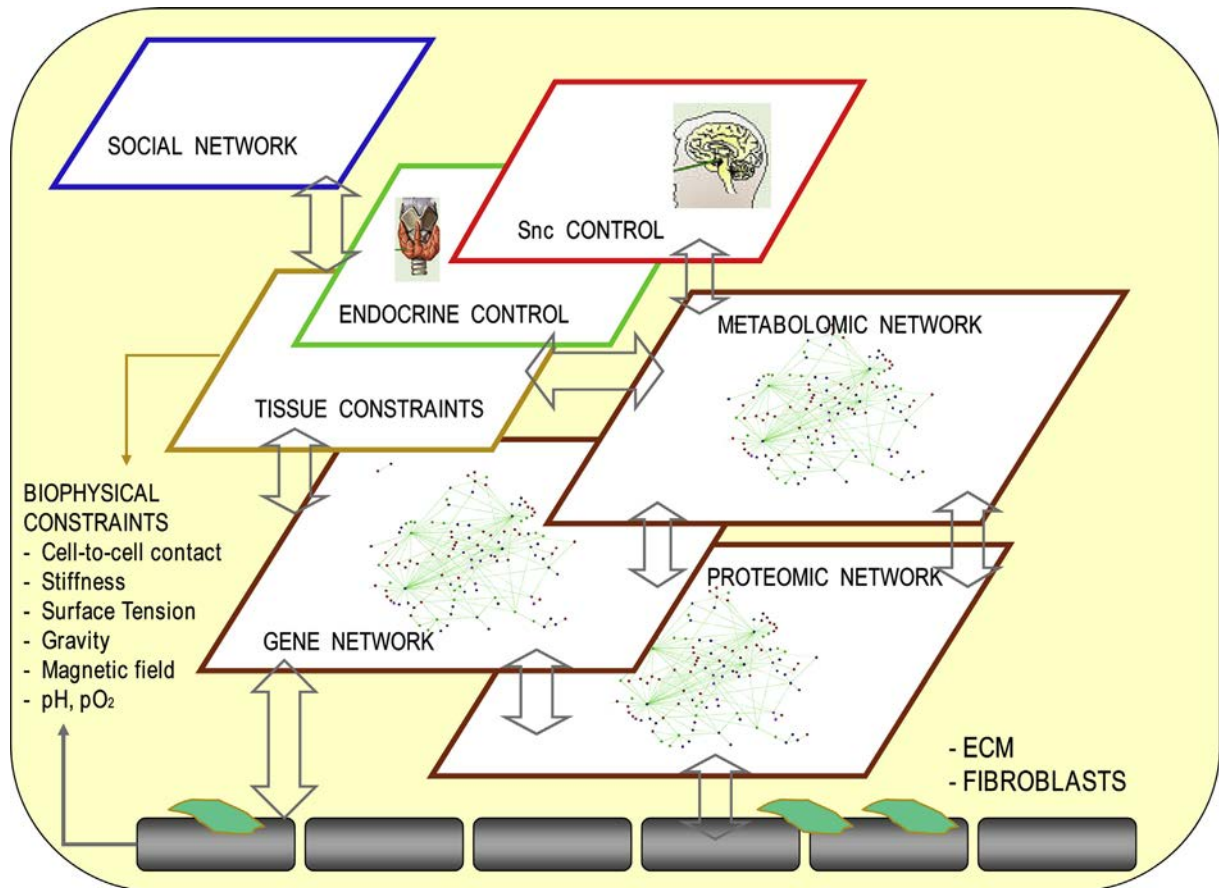 SOCIAL NETWORK
Snc CONTROL
ENDOCRINE CONTROL
METABOLOMIC NETWORK
TISSUE CONSTRAINTS
BIOPHYSICAL
CONSTRAINTS
- Cell-to-cell contact
- Stiffness
- Surface Tension
- Gravity
- Magnetic field
- pH, pO₂
PROTEOMIC NETWORK
GENE NETWORK
- ECM
- FIBROBLASTS